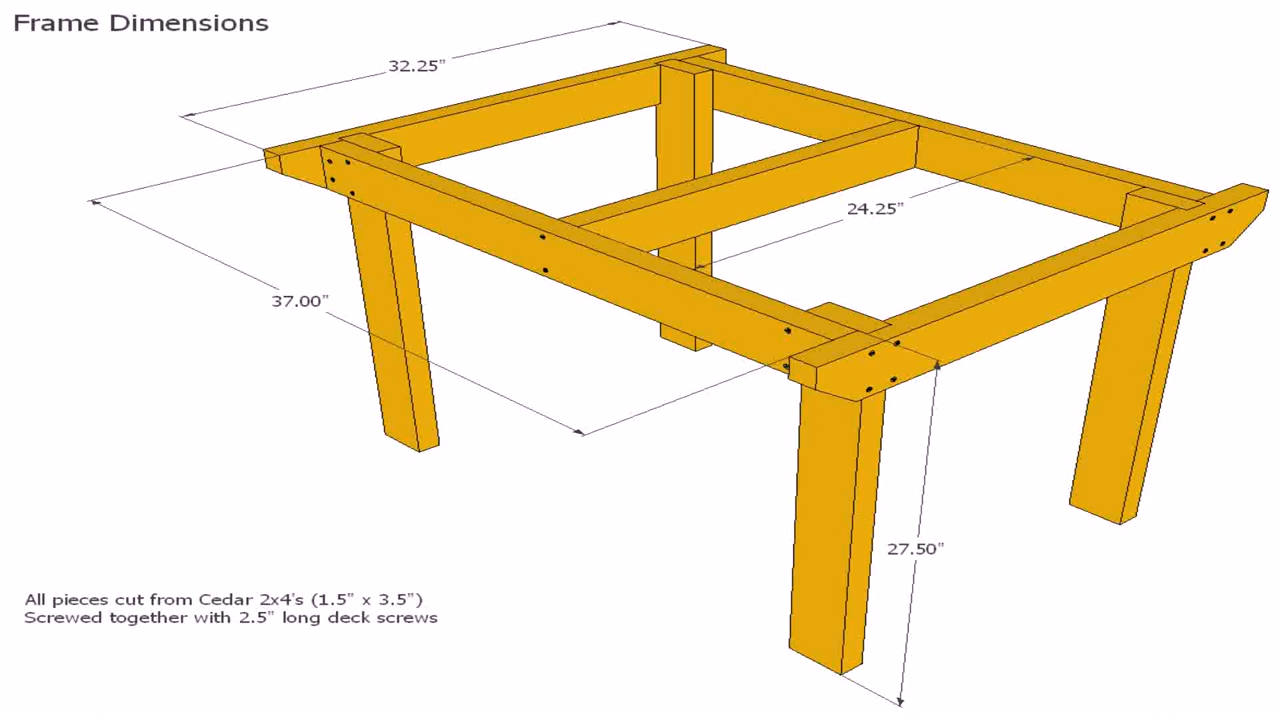 Frame Dimensions
32.25"
24.25"
37.00"
27.50"
All pieces cut from Cedar 2x4's (1.5" x 3.5")
Screwed together with 2.5" long deck screws